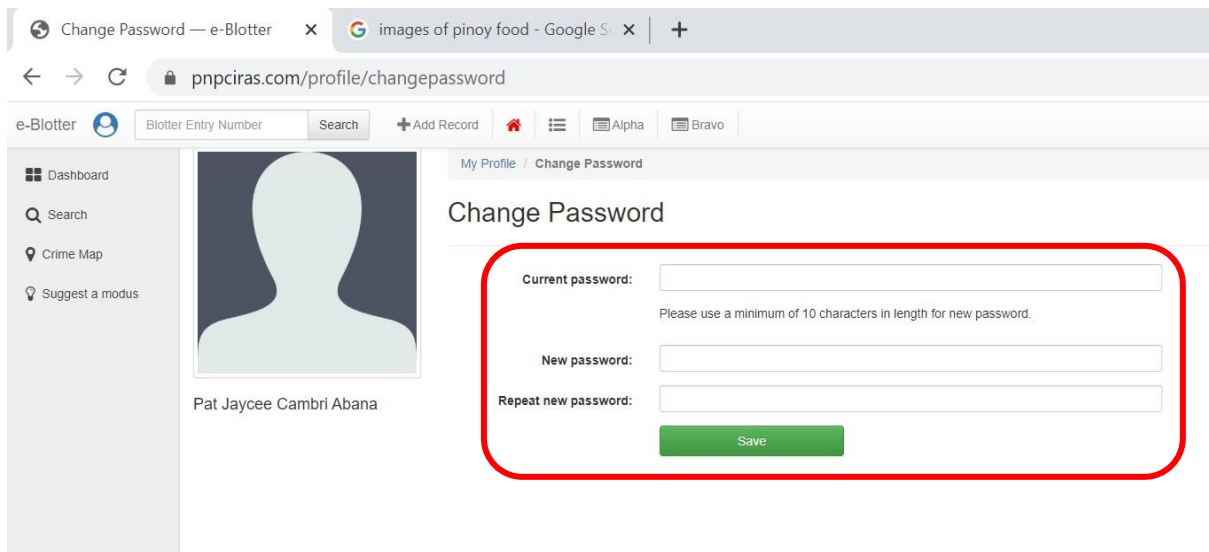 Change Password — e-Blotter
images of pinoy food - Google S
pnpciras.com/profile/changepassword
e-Blotter Blotter Entry Number Search Add Record Alpha Bravo
Dashboard
Search
Crime Map
Suggest a modus
Pat Jaycee Cambri Abana
My Profile / Change Password
Change Password
Current password:
Please use a minimum of 10 characters in length for new password.
New password:
Repeat new password:
Save